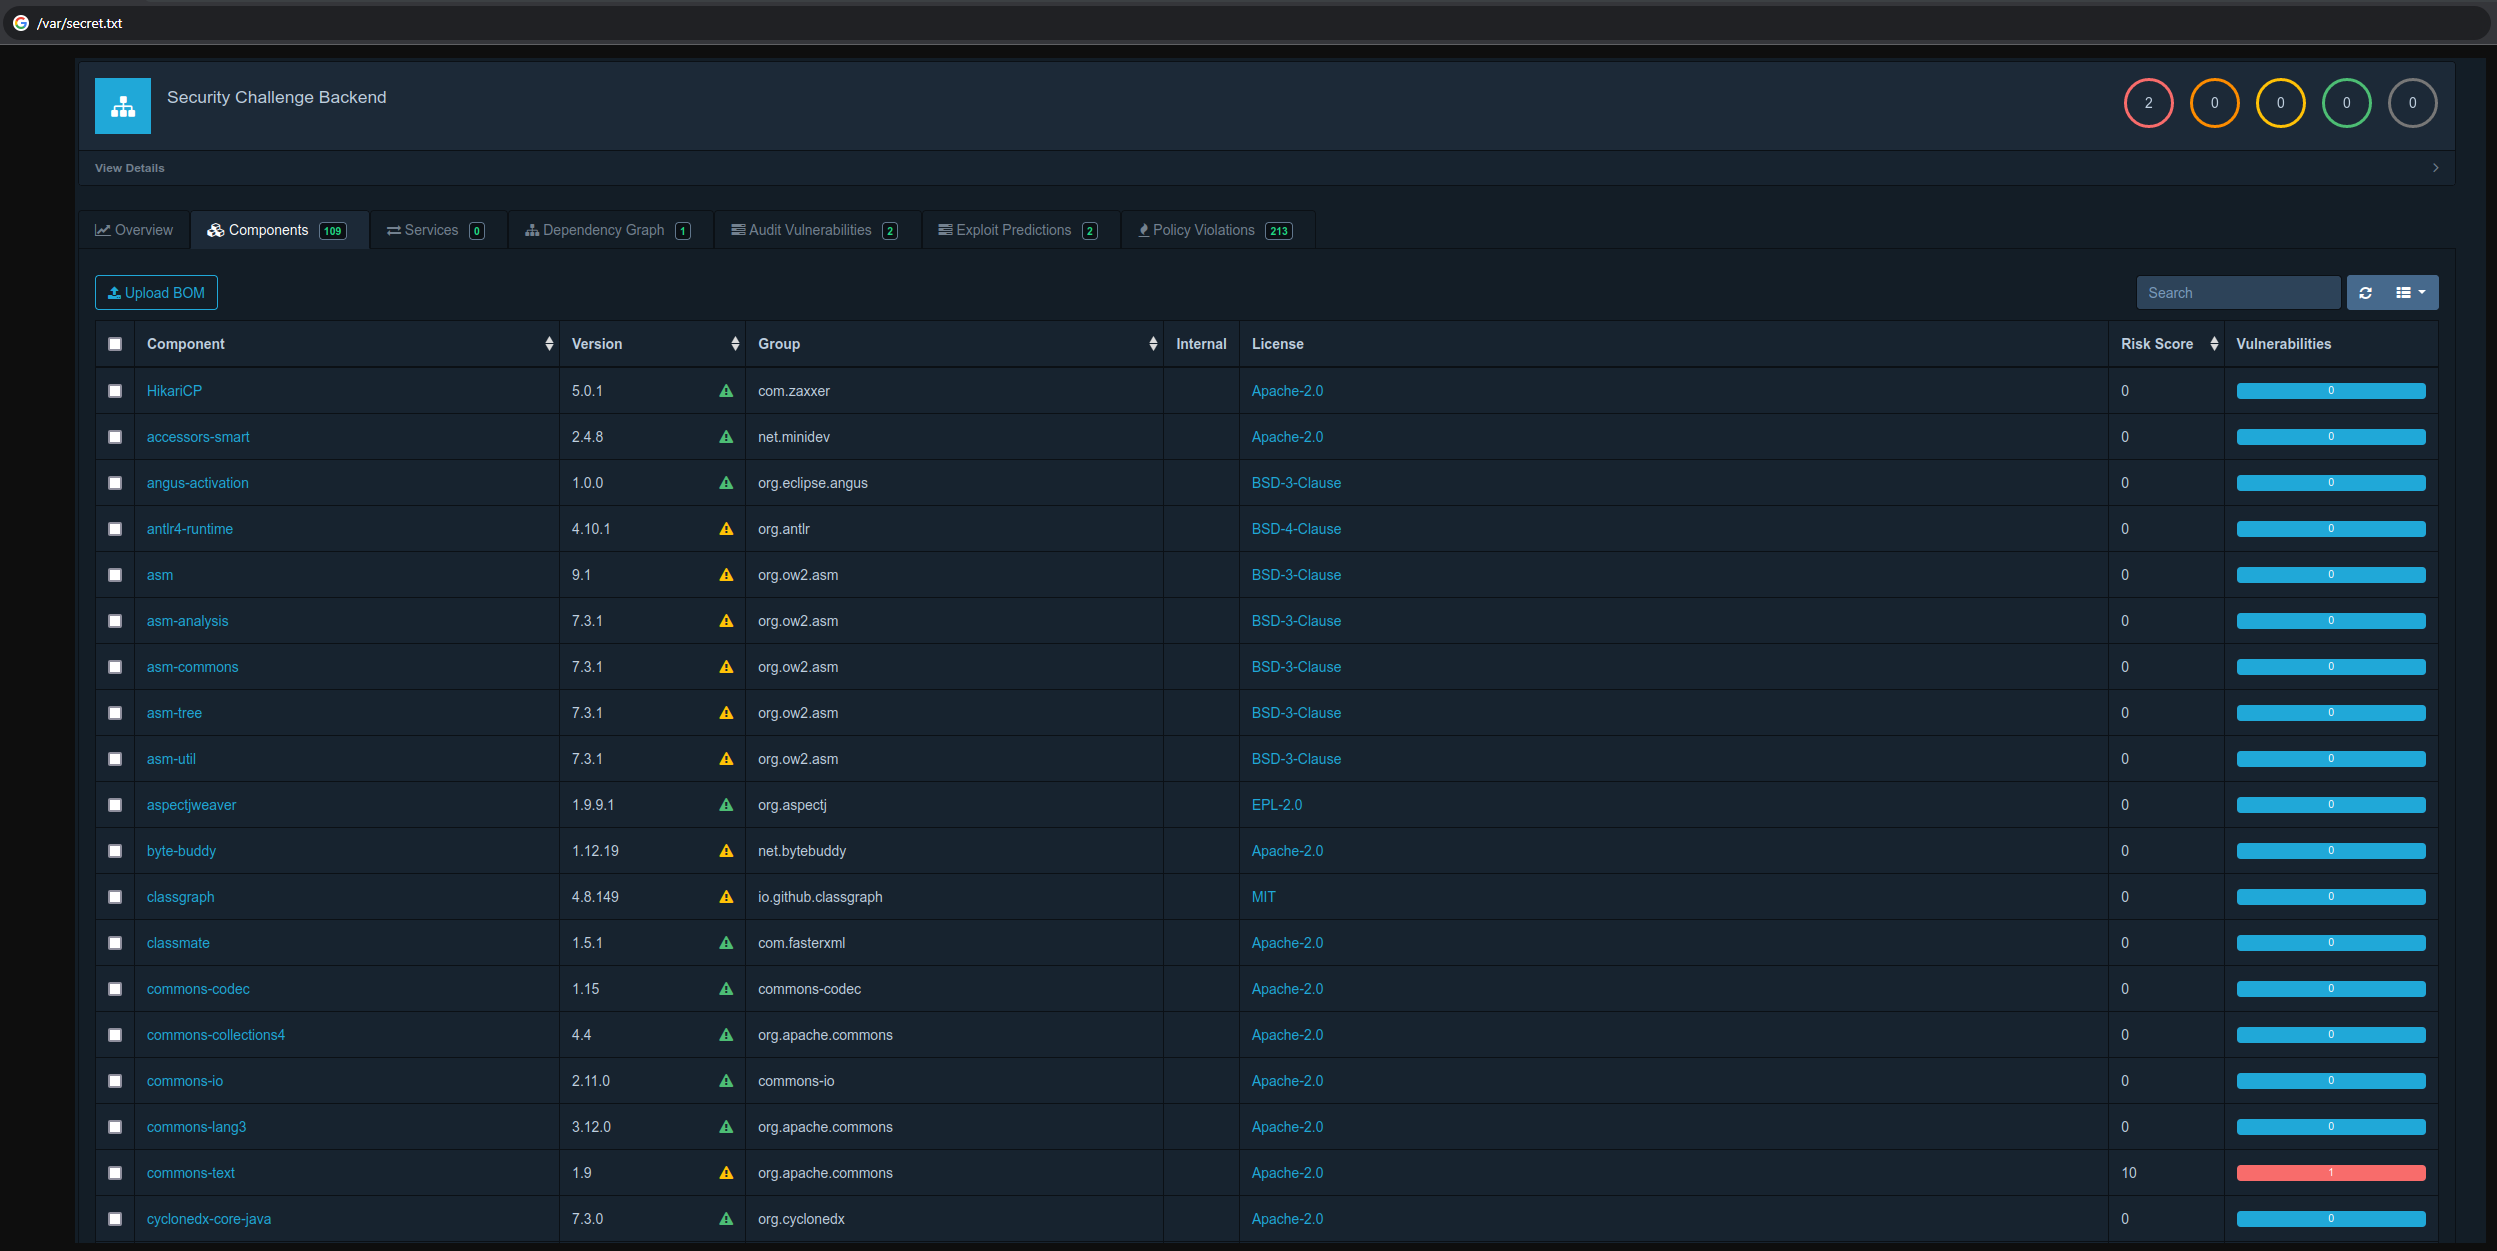 /var/secret.txt
Security Challenge Backend
2 0 0 0 0
View Details
Overview Components 109 Services 0 Dependency Graph 1 Audit Vulnerabilities 2 Exploit Predictions 2 Policy Violations 213
Upload BOM Search
Component Version Group Internal License Risk Score Vulnerabilities
HikariCP 5.0.1 com.zaxxer Apache-2.0 0 0
accessors-smart 2.4.8 net.minidev Apache-2.0 0 0
angus-activation 1.0.0 org.eclipse.angus BSD-3-Clause 0 0
antlr4-runtime 4.10.1 org.antlr BSD-4-Clause 0 0
asm 9.1 org.ow2.asm BSD-3-Clause 0 0
asm-analysis 7.3.1 org.ow2.asm BSD-3-Clause 0 0
asm-commons 7.3.1 org.ow2.asm BSD-3-Clause 0 0
asm-tree 7.3.1 org.ow2.asm BSD-3-Clause 0 0
asm-util 7.3.1 org.ow2.asm BSD-3-Clause 0 0
aspectjweaver 1.9.9.1 org.aspectj EPL-2.0 0 0
byte-buddy 1.12.19 net.bytebuddy Apache-2.0 0 0
classgraph 4.8.149 io.github.classgraph MIT 0 0
classmate 1.5.1 com.fasterxml Apache-2.0 0 0
commons-codec 1.15 commons-codec Apache-2.0 0 0
commons-collections4 4.4 org.apache.commons Apache-2.0 0 0
commons-io 2.11.0 commons-io Apache-2.0 0 0
commons-lang3 3.12.0 org.apache.commons Apache-2.0 0 0
commons-text 1.9 org.apache.commons Apache-2.0 10 1
cyclonedx-core-java 7.3.0 org.cyclonedx Apache-2.0 0 0